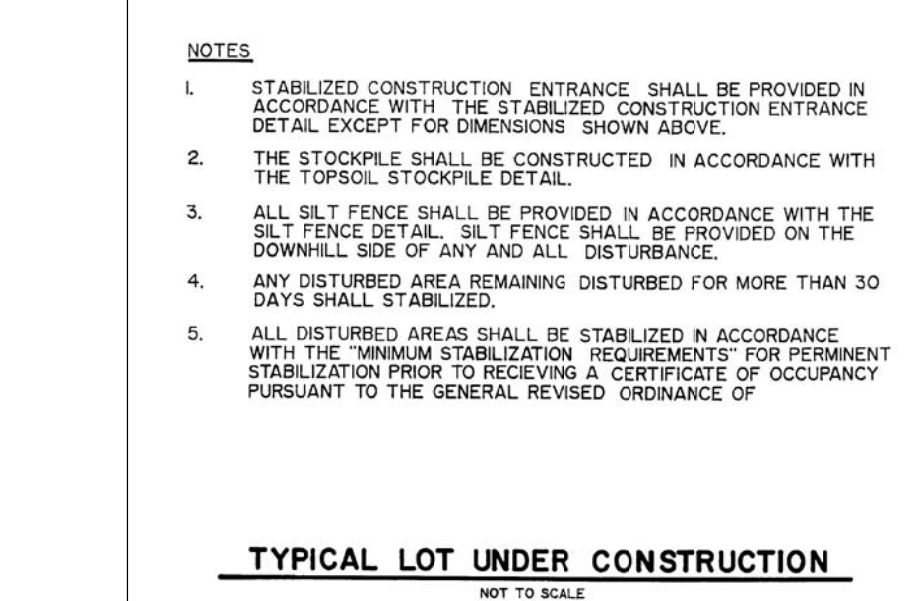 NOTES
1. STABILIZED CONSTRUCTION ENTRANCE SHALL BE PROVIDED IN
ACCORDANCE WITH THE STABILIZED CONSTRUCTION ENTRANCE
DETAIL EXCEPT FOR DIMENSIONS SHOWN ABOVE.
2. THE STOCKPILE SHALL BE CONSTRUCTED IN ACCORDANCE WITH
THE TOPSOIL STOCKPILE DETAIL.
3. ALL SILT FENCE SHALL BE PROVIDED IN ACCORDANCE WITH THE
SILT FENCE DETAIL. SILT FENCE SHALL BE PROVIDED ON THE
DOWNHILL SIDE OF ANY AND ALL DISTURBANCE.
4. ANY DISTURBED AREA REMAINING DISTURBED FOR MORE THAN 30
DAYS SHALL STABILIZED.
5. ALL DISTURBED AREAS SHALL BE STABILIZED IN ACCORDANCE
WITH THE "MINIMUM STABILIZATION REQUIREMENTS" FOR PERMINENT
STABILIZATION PRIOR TO RECIEVING A CERTIFICATE OF OCCUPANCY
PURSUANT TO THE GENERAL REVISED ORDINANCE OF
TYPICAL LOT UNDER CONSTRUCTION
NOT TO SCALE